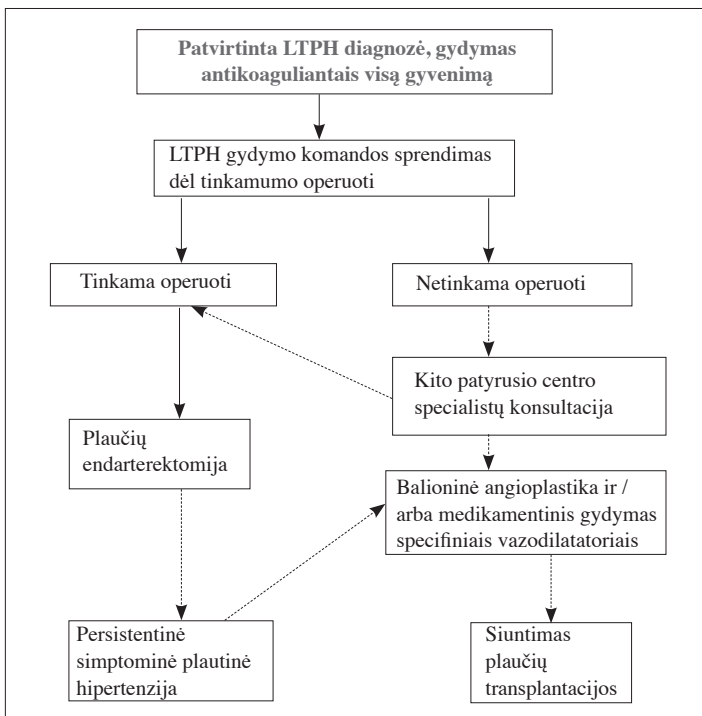 Patvirtinta LTPH diagnozė, gydymas
antikoaguliantais visą gyvenimą
LTPH gydymo komandos sprendimas
dėl tinkamumo operuoti
Tinkama operuoti
Netinkama operuoti
Kito patyrusio centro
specialistų konsultacija
Plaučių
endarterektomija
Balioninė angioplastika ir /
arba medikamentinis gydymas
specifiniais vazodilatatoriais
Persistentinė
simptominė plautinė
hipertenzija
Siuntimas
plaučių
transplantacijos